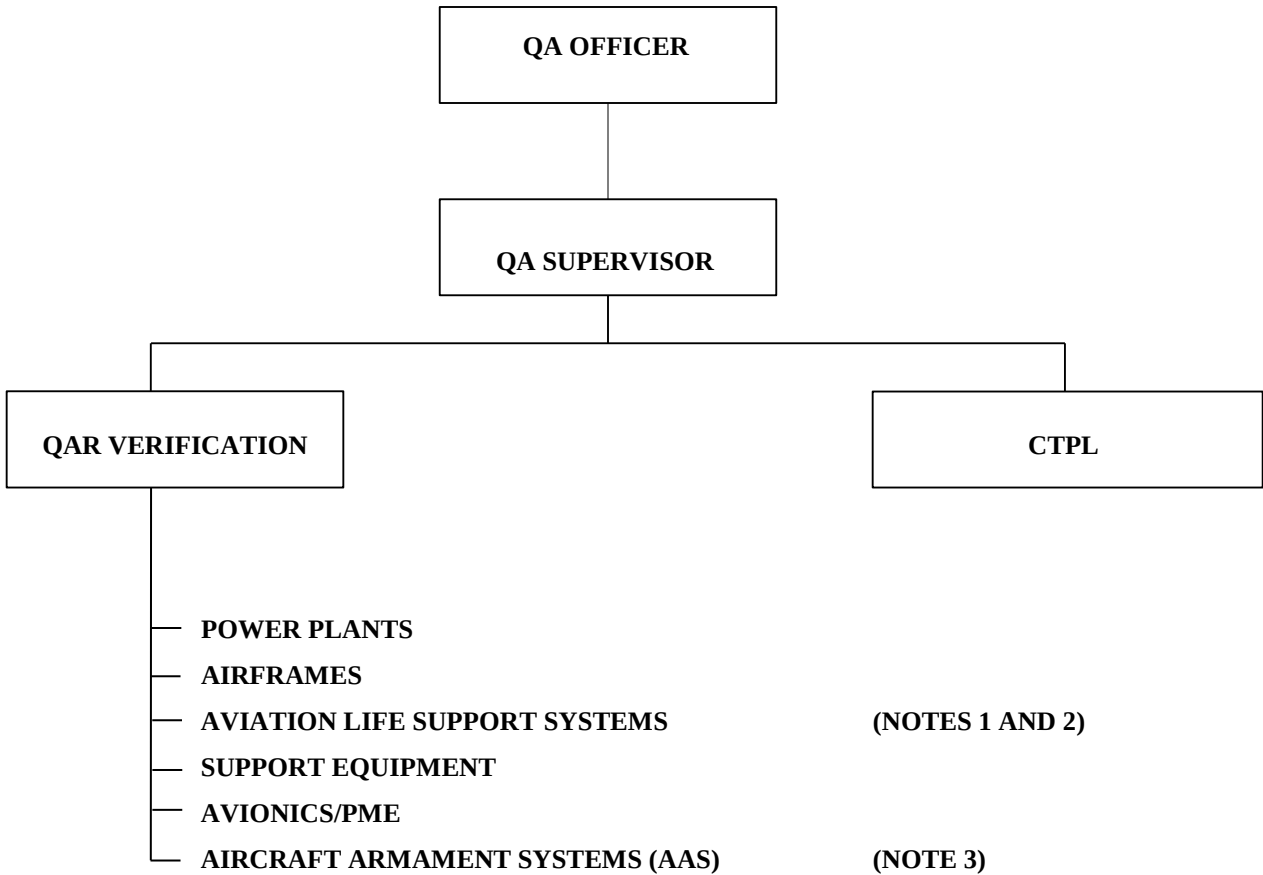 QA OFFICER
QA SUPERVISOR
QAR VERIFICATION
CTPL
POWER PLANTS
AIRFRAMES
AVIATION LIFE SUPPORT SYSTEMS (NOTES 1 AND 2)
SUPPORT EQUIPMENT
AVIONICS/PME
AIRCRAFT ARMAMENT SYSTEMS (AAS) (NOTE 3)